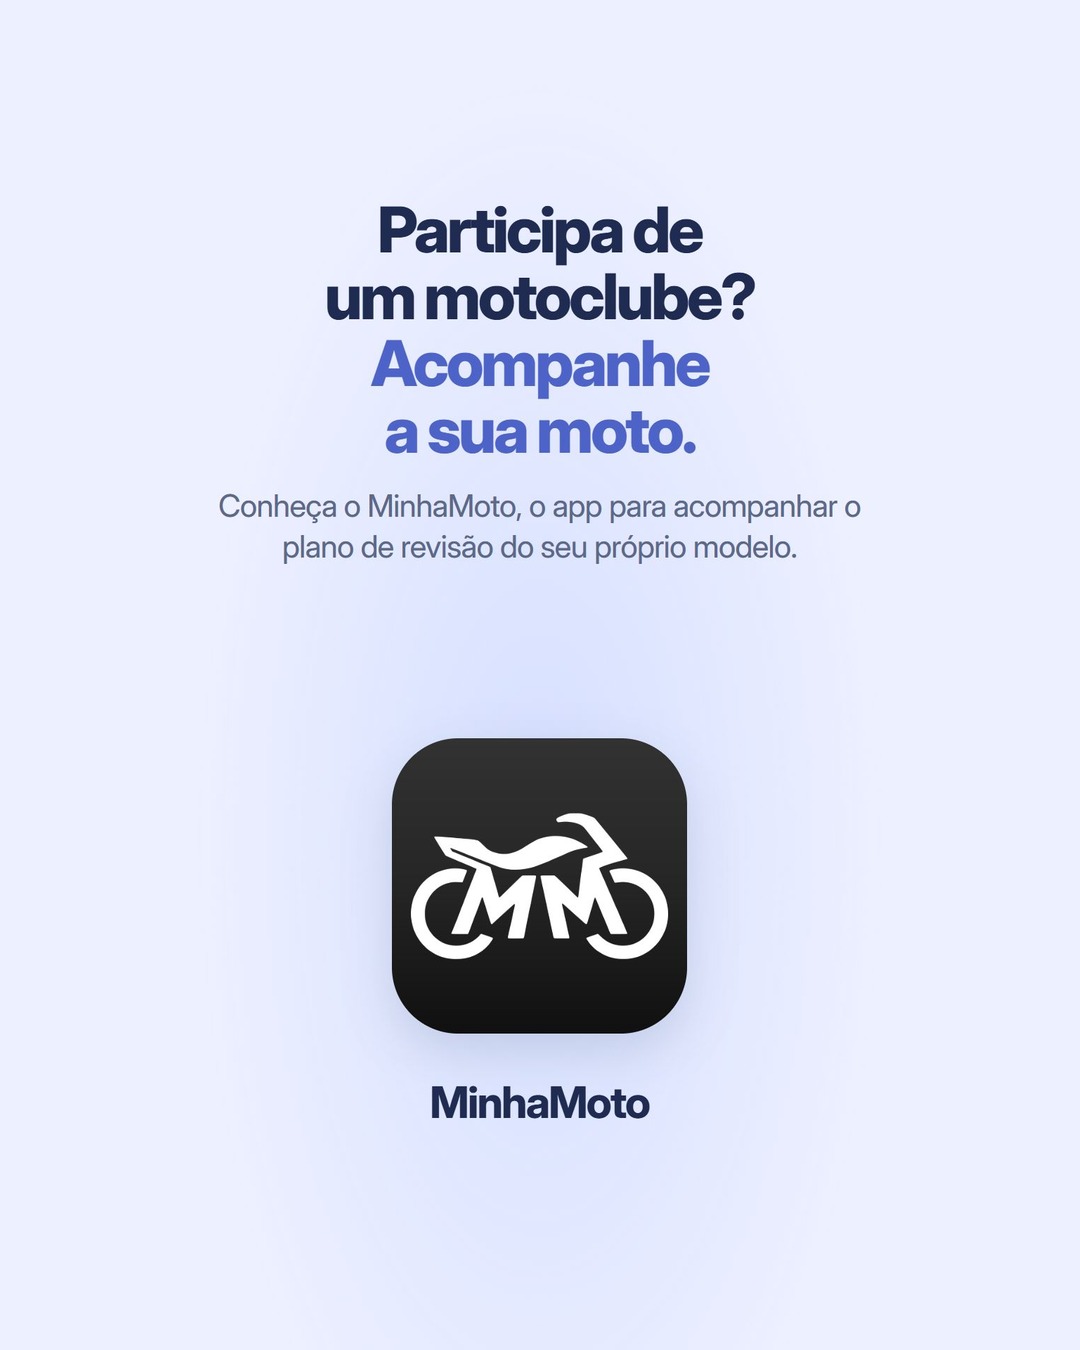 Participa de
um motoclube?
Acompanhe
a sua moto.
Conheça o MinhaMoto, o app para acompanhar o
plano de revisão do seu próprio modelo.
MM
MinhaMoto